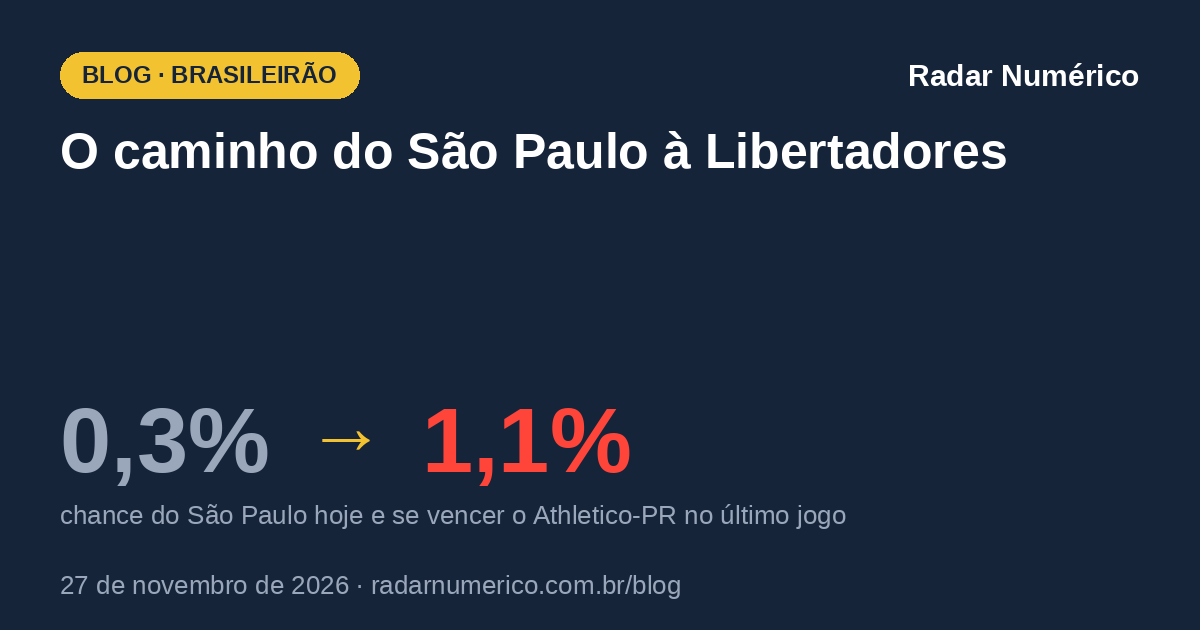 BLOG · BRASILEIRÃO
Radar Numérico
O caminho do São Paulo à Libertadores
0,3% → 1,1%
chance do São Paulo hoje e se vencer o Athletico-PR no último jogo
27 de novembro de 2026 · radarnumerico.com.br/blog